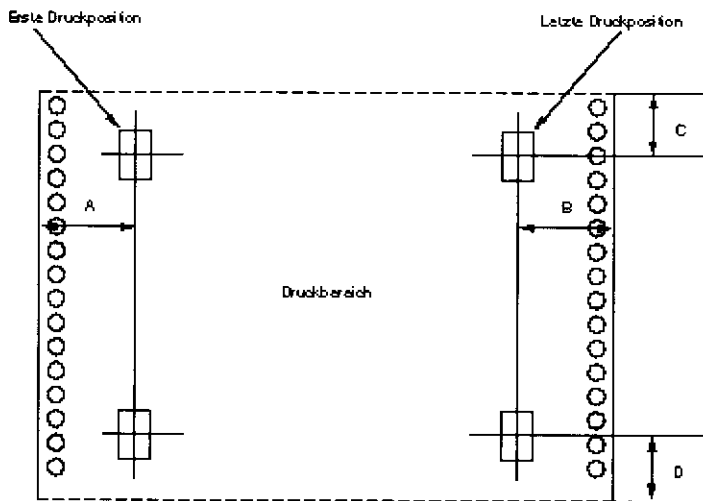 Erste Druckposition
Letzte Druckposition
C
A
B
Druckbereich
D